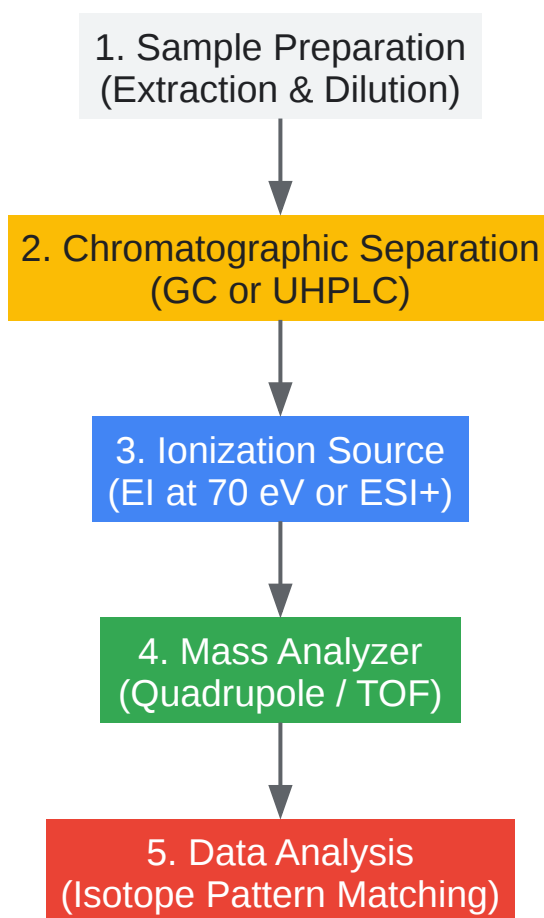 1. Sample Preparation
(Extraction & Dilution)
2. Chromatographic Separation
(GC or UHPLC)
3. Ionization Source
(EI at 70 eV or ESI+)
4. Mass Analyzer
(Quadrupole / TOF)
5. Data Analysis
(Isotope Pattern Matching)